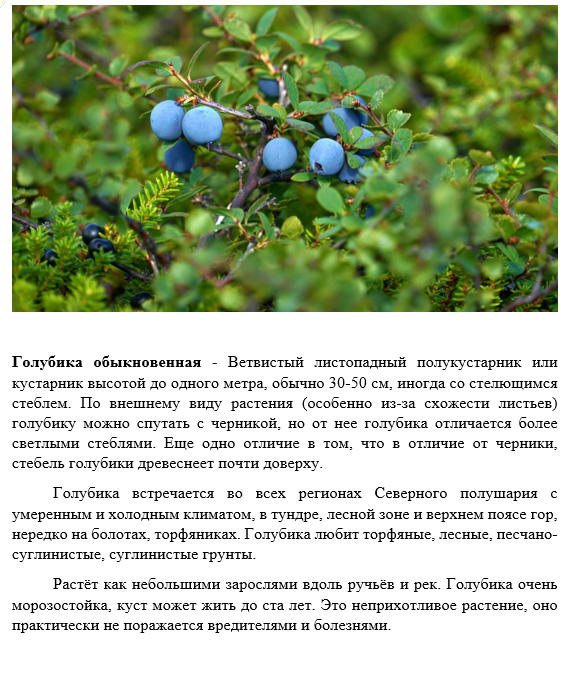 Голубика обыкновенная - Ветвистый листопадный полукустарник или
кустарник высотой до одного метра, обычно 30-50 см, иногда со стелющимся
стеблем. По внешнему виду растения (особенно из-за схожести листьев)
голубику можно спутать с черникой, но от нее голубика отличается более
светлыми стеблями. Еще одно отличие в том, что в отличие от черники,
стебель голубики древеснеет почти доверху.
Голубика встречается во всех регионах Северного полушария с
умеренным и холодным климатом, в тундре, лесной зоне и верхнем поясе гор,
нередко на болотах, торфяниках. Голубика любит торфяные, лесные, песчано-
суглинистые, суглинистые грунты.
Растёт как небольшими зарослями вдоль ручьёв и рек. Голубика очень
морозостойка, куст может жить до ста лет. Это неприхотливое растение, оно
практически не поражается вредителями и болезнями.